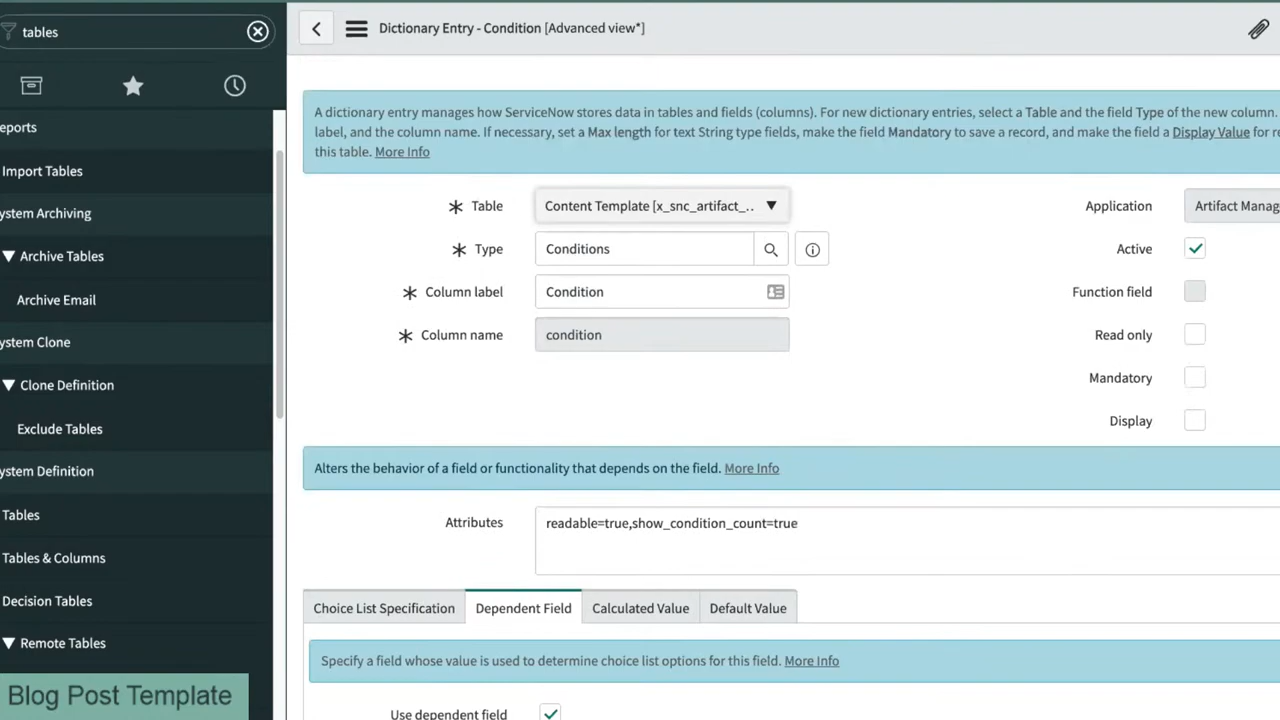 tables
Dictionary Entry - Condition [Advanced view*]
eports
Import Tables
ystem Archiving
Archive Tables
Archive Email
ystem Clone
Clone Definition
Exclude Tables
ystem Definition
Tables
Tables & Columns
Decision Tables
Remote Tables
Blog Post Template
A dictionary entry manages how ServiceNow stores data in tables and fields (columns). For new dictionary entries, select a Table and the field Type of the new column.
label, and the column name. If necessary, set a Max length for text String type fields, make the field Mandatory to save a record, and make the field a Display Value for re
this table. More Info
Table Content Template [x_snc_artifact_..
Application Artifact Manag
Type Conditions
Active
Column label Condition
Function field
Column name condition
Read only
Mandatory
Display
Alters the behavior of a field or functionality that depends on the field. More Info
Attributes readable=true,show_condition_count=true
Choice List Specification Dependent Field Calculated Value Default Value
Specify a field whose value is used to determine choice list options for this field. More Info
Use dependent field